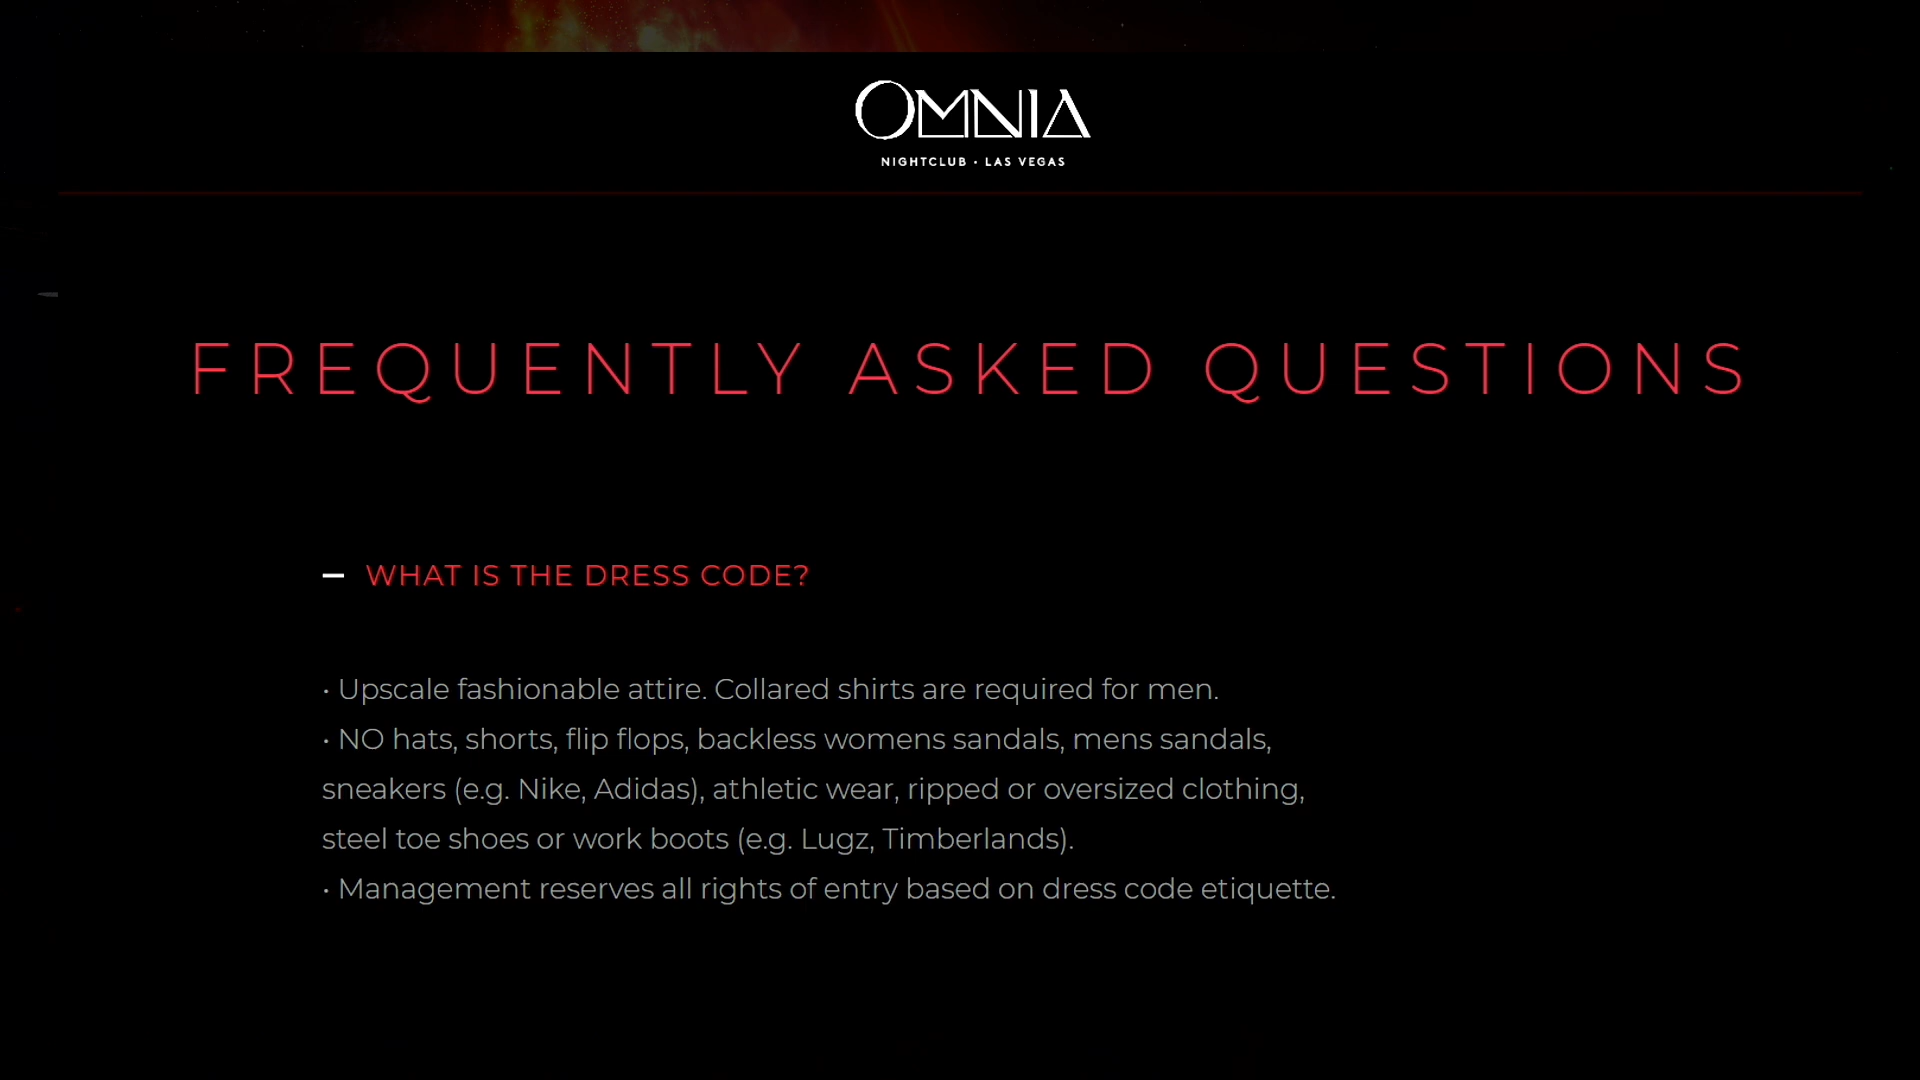 OMNIA
NIGHTCLUB • LAS VEGAS
FREQUENTLY ASKED QUESTIONS
— WHAT IS THE DRESS CODE?
• Upscale fashionable attire. Collared shirts are required for men.
• NO hats, shorts, flip flops, backless womens sandals, mens sandals,
sneakers (e.g. Nike, Adidas), athletic wear, ripped or oversized clothing,
steel toe shoes or work boots (e.g. Lugz, Timberlands).
• Management reserves all rights of entry based on dress code etiquette.